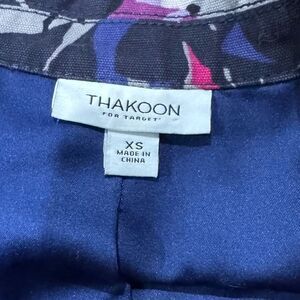 THAKOON
FOR TARGET
XS
MADE IN
CHINA